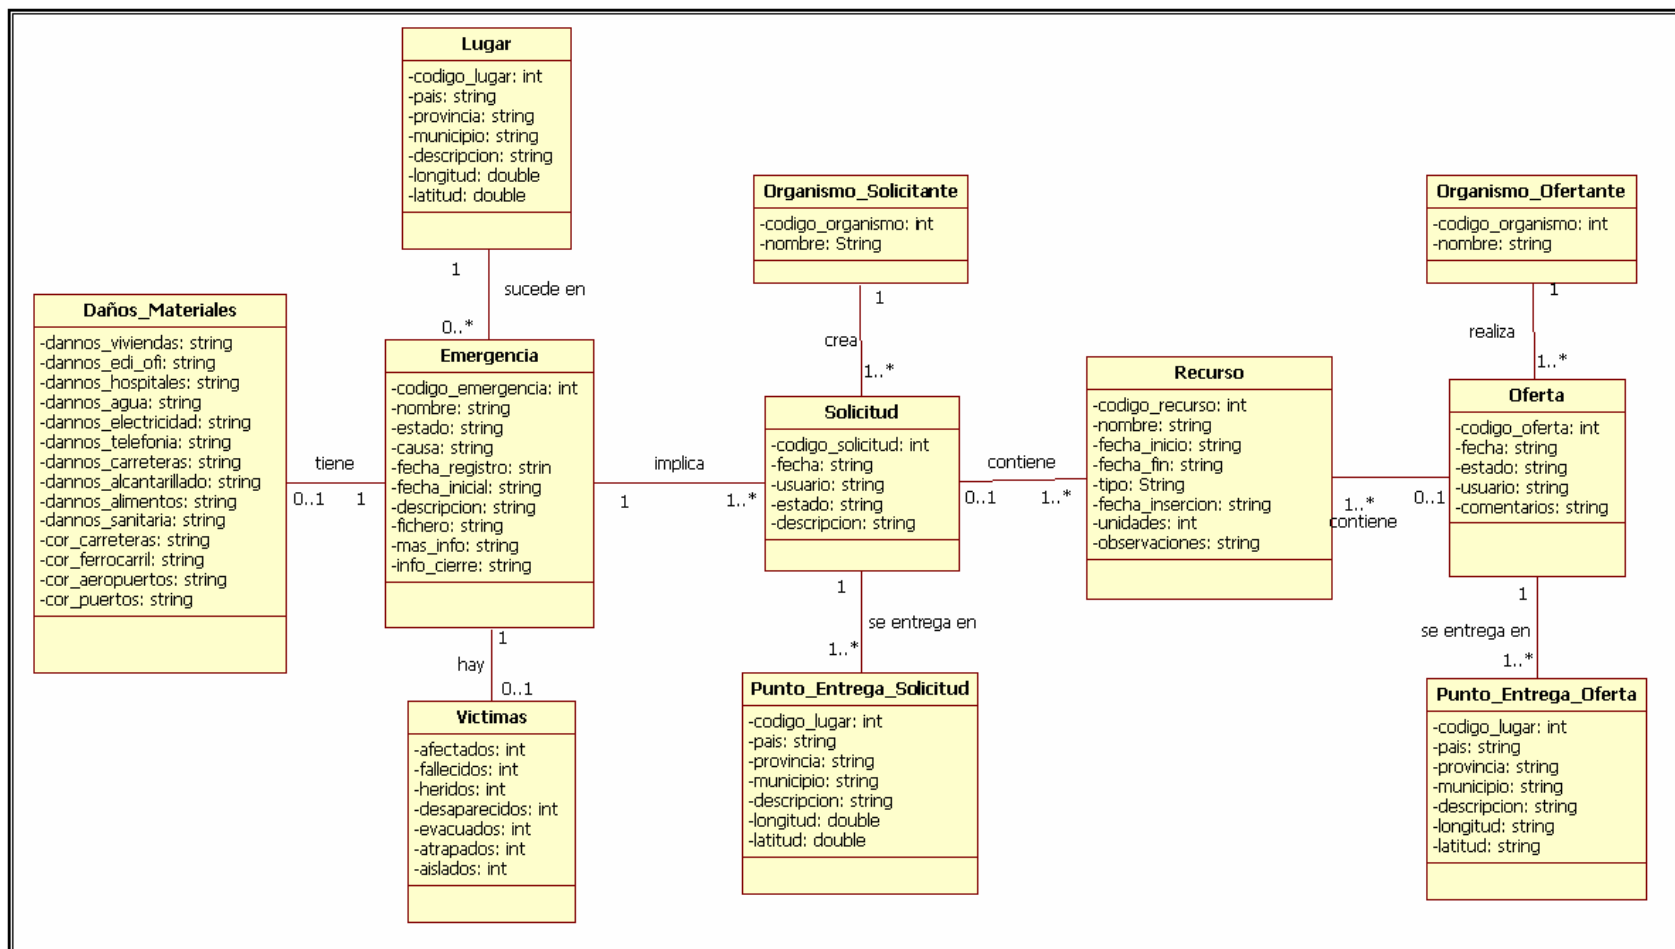 Lugar
-codigo_lugar: int
-pais: string
-provincia: string
-municipio: string
-descripcion: string
-longitud: double
-latitud: double
1
sucede en
0..*
Organismo_Solicitante
-codigo_organismo: int
-nombre: String
1
crea
1..*
Organismo_Ofertante
-codigo_organismo: int
-nombre: string
1
realiza
1..*
Daños_Materiales
-dannos_viviendas: string
-dannos_edi_ofi: string
-dannos_hospitales: string
-dannos_agua: string
-dannos_electricidad: string
-dannos_telefonia: string
-dannos_carreteras: string
-dannos_alcantarillado: string
-dannos_alimentos: string
-dannos_sanitaria: string
-cor_carreteras: string
-cor_ferrocarril: string
-cor_aeropuertos: string
-cor_puertos: string
tiene
0..1
1
Emergencia
-codigo_emergencia: int
-nombre: string
-estado: string
-causa: string
-fecha_registro: strin
-fecha_inicial: string
-descripcion: string
-fichero: string
-mas_info: string
-info_cierre: string
implica
1
1..*
Solicitud
-codigo_solicitud: int
-fecha: string
-usuario: string
-estado: string
-descripcion: string
contiene
0..1
1..*
Recurso
-codigo_recurso: int
-nombre: string
-fecha_inicio: string
-fecha_fin: string
-tipo: String
-fecha_insercion: string
-unidades: int
-observaciones: string
1..*
0..1
contiene
Oferta
-codigo_oferta: int
-fecha: string
-estado: string
-usuario: string
-comentarios: string
1
hay
0..1
Victimas
-afectados: int
-fallecidos: int
-heridos: int
-desaparecidos: int
-evacuados: int
-atrapados: int
-aislados: int
1
se entrega en
1..*
Punto_Entrega_Solicitud
-codigo_lugar: int
-pais: string
-provincia: string
-municipio: string
-descripcion: string
-longitud: double
-latitud: double
1
se entrega en
1..*
Punto_Entrega_Oferta
-codigo_lugar: int
-pais: string
-provincia: string
-municipio: string
-descripcion: string
-longitud: string
-latitud: string